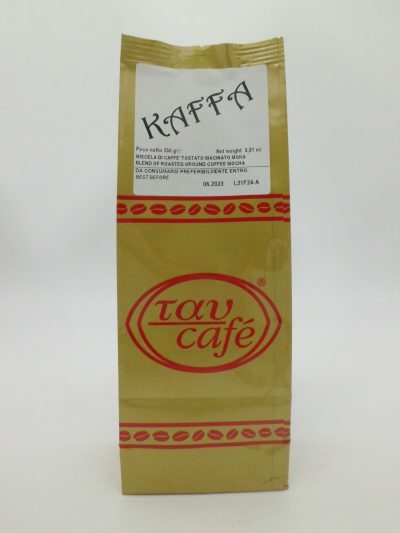 KAFFA
Peso netto 250 g℮ Net weight 8,81 oz
MISCELA DI CAFFE' TOSTATO MACINATO MOKA
BLEND OF ROASTED GROUND COFFEE MOCHA
DA CONSUMARSI PREFERIBILMENTE ENTRO
BEST BEFORE
06.2023 L21F24-A
ταυ ®
café